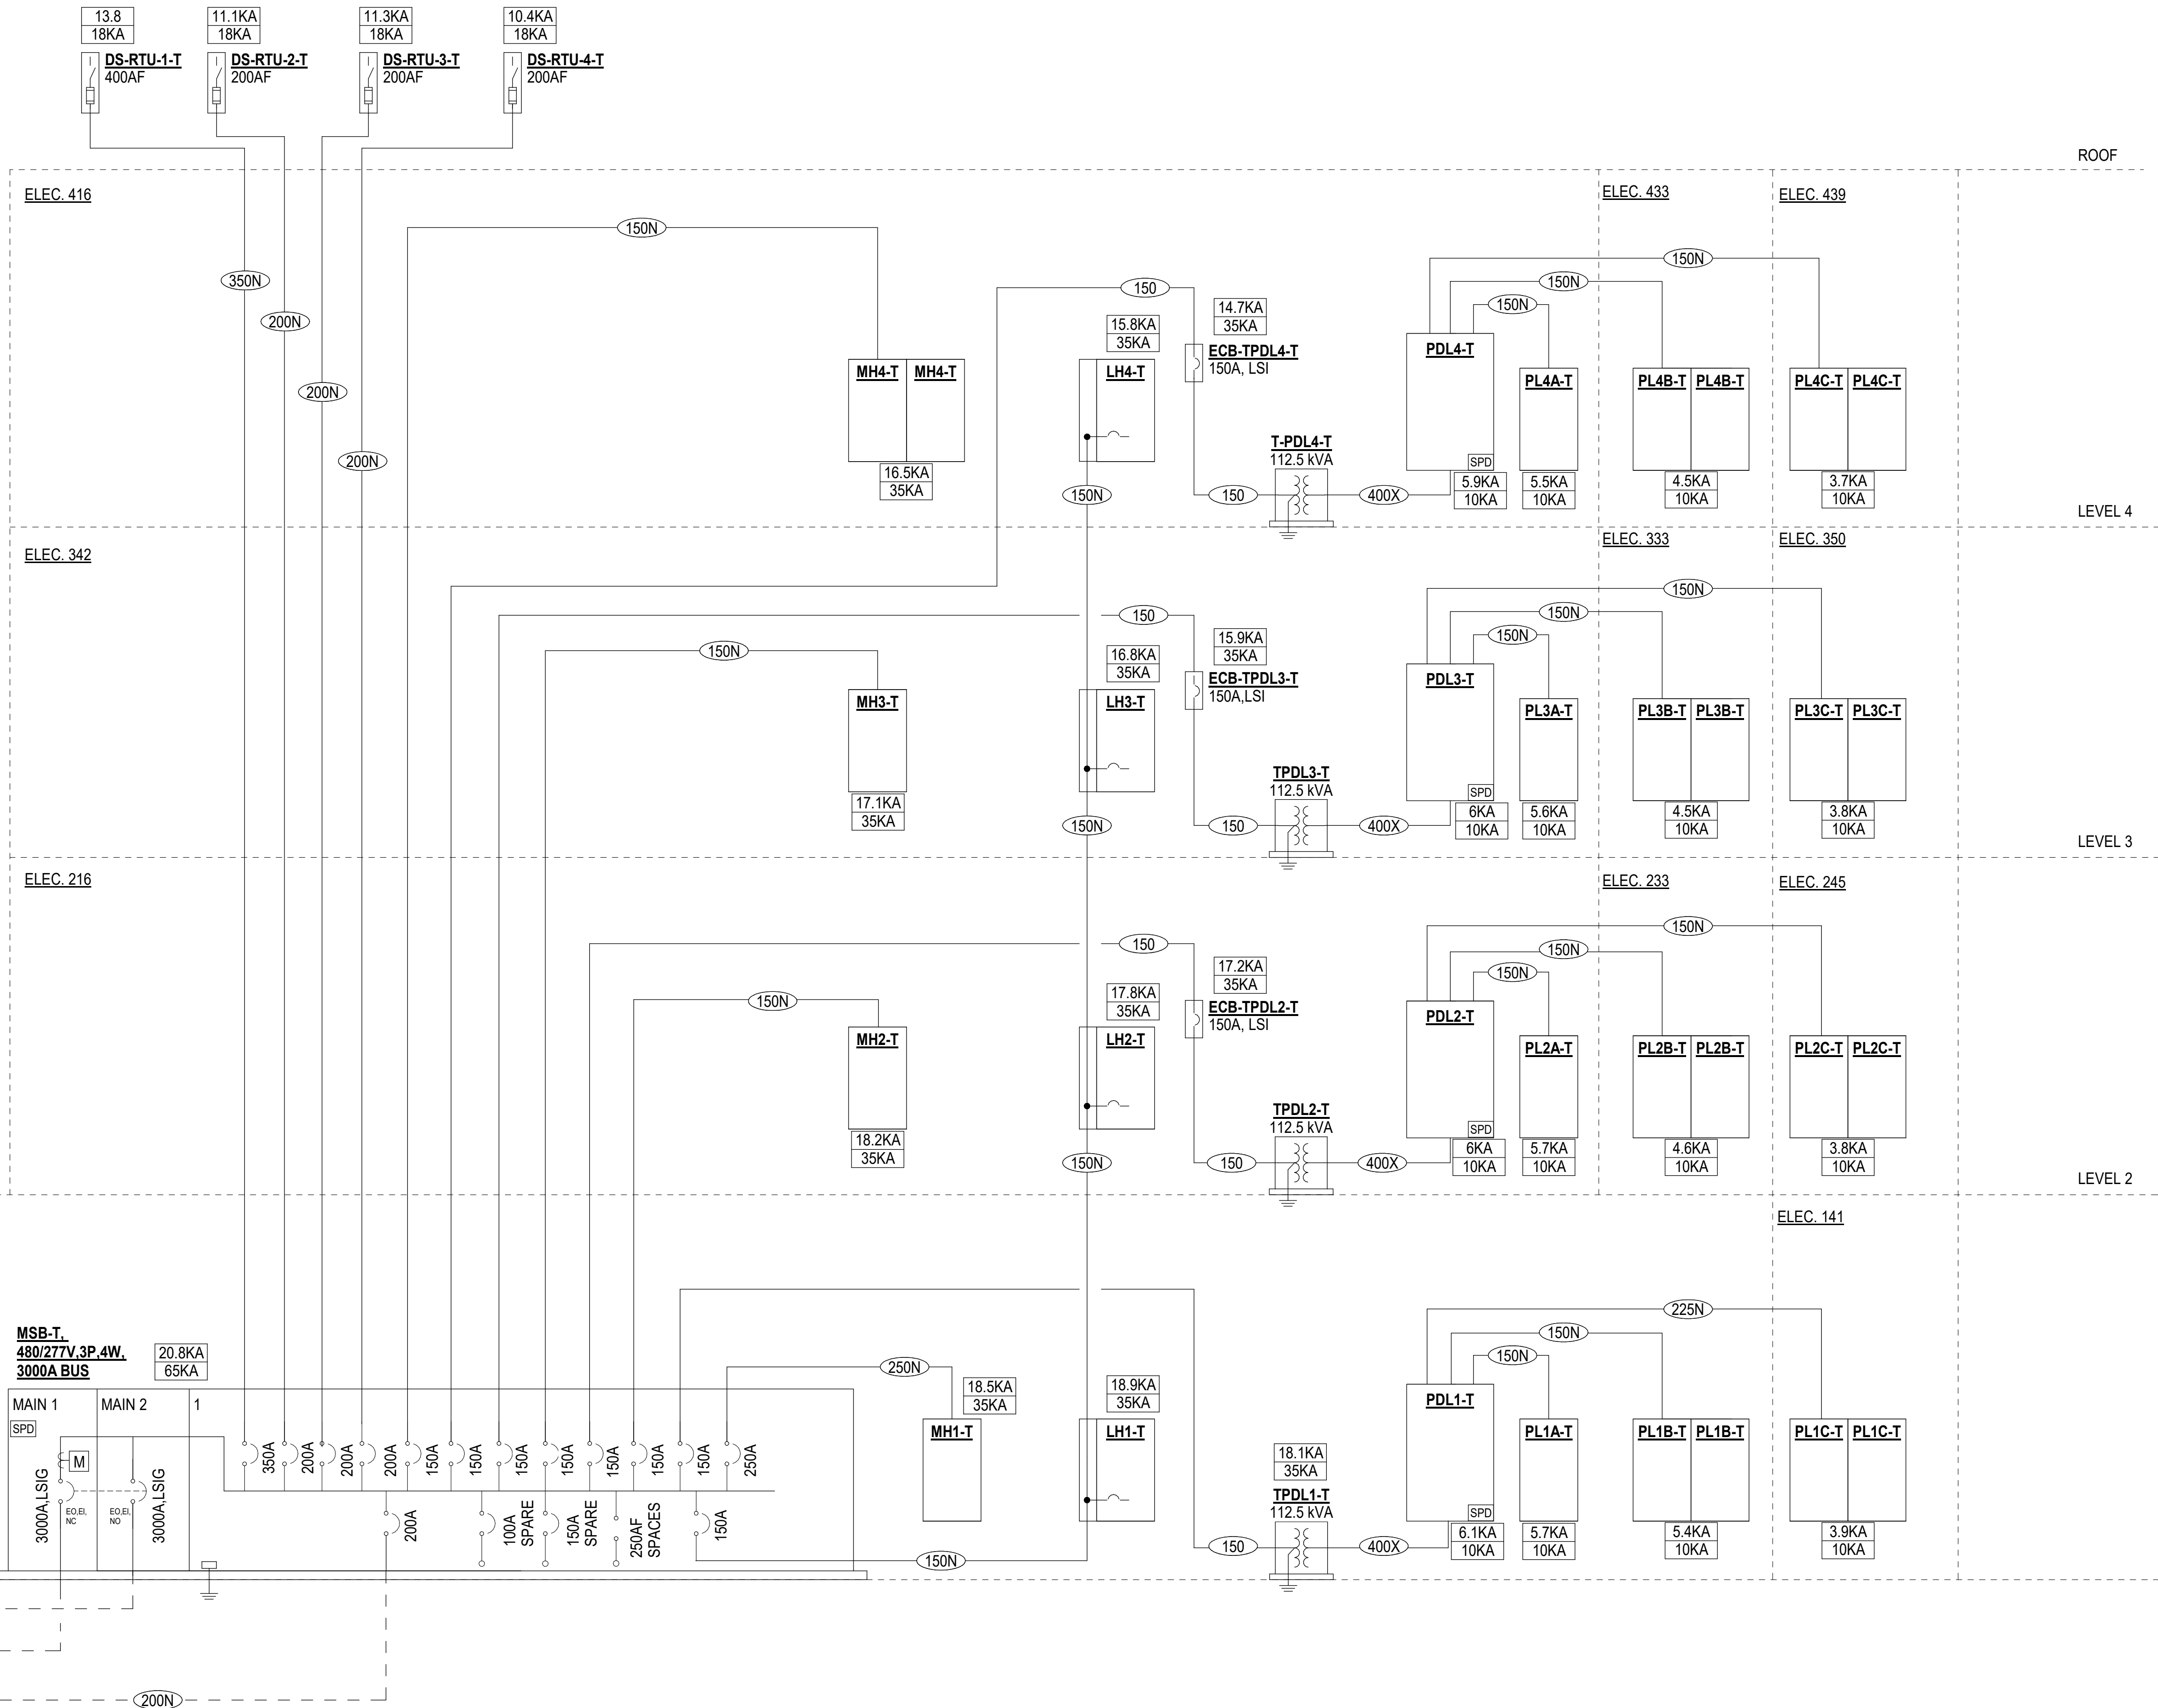 13.8
18KA
DS-RTU-1-T
400AF
11.1KA
18KA
DS-RTU-2-T
200AF
11.3KA
18KA
DS-RTU-3-T
200AF
10.4KA
18KA
DS-RTU-4-T
200AF
ROOF
ELEC. 416
ELEC. 433
ELEC. 439
150N
350N
200N
200N
200N
150
14.7KA
35KA
ECB-TPDL4-T
150A, LSI
15.8KA
35KA
LH4-T
MH4-T
MH4-T
16.5KA
35KA
150N
150
T-PDL4-T
112.5 kVA
400X
150N
150N
150N
PDL4-T
SPD
5.9KA
10KA
PL4A-T
5.5KA
10KA
PL4B-T
PL4B-T
4.5KA
10KA
PL4C-T
PL4C-T
3.7KA
10KA
LEVEL 4
ELEC. 342
ELEC. 333
ELEC. 350
150
150N
15.9KA
35KA
ECB-TPDL3-T
150A,LSI
16.8KA
35KA
LH3-T
MH3-T
17.1KA
35KA
150N
150
TPDL3-T
112.5 kVA
400X
150N
150N
150N
PDL3-T
SPD
6KA
10KA
PL3A-T
5.6KA
10KA
PL3B-T
PL3B-T
4.5KA
10KA
PL3C-T
PL3C-T
3.8KA
10KA
LEVEL 3
ELEC. 216
ELEC. 233
ELEC. 245
150
150N
17.2KA
35KA
ECB-TPDL2-T
150A, LSI
17.8KA
35KA
LH2-T
MH2-T
18.2KA
35KA
150N
150
TPDL2-T
112.5 kVA
400X
150N
150N
150N
PDL2-T
SPD
6KA
10KA
PL2A-T
5.7KA
10KA
PL2B-T
PL2B-T
4.6KA
10KA
PL2C-T
PL2C-T
3.8KA
10KA
LEVEL 2
ELEC. 141
MSB-T,
480/277V,3P,4W,
3000A BUS
20.8KA
65KA
MAIN 1
MAIN 2
1
SPD
M
3000A,LSIG
EO,EI,
NC
EO,EI,
NO
3000A,LSIG
350A
200A
200A
200A
150A
150A
150A
150A
150A
150A
150A
250A
200A
100A
SPARE
150A
SPARE
250AF
SPACES
150A
250N
18.5KA
35KA
MH1-T
18.9KA
35KA
LH1-T
150N
150
18.1KA
35KA
TPDL1-T
112.5 kVA
400X
225N
150N
150N
PDL1-T
SPD
6.1KA
10KA
PL1A-T
5.7KA
10KA
PL1B-T
PL1B-T
5.4KA
10KA
PL1C-T
PL1C-T
3.9KA
10KA
200N